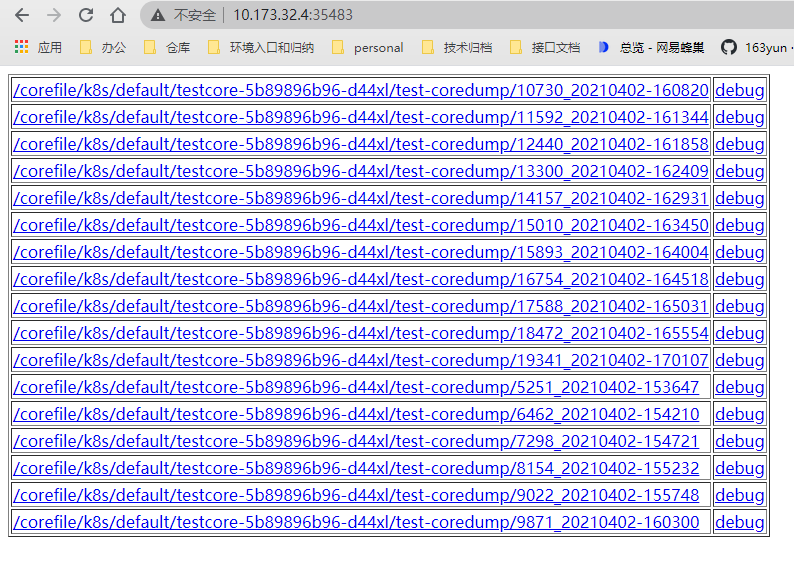 不安全 | 10.173.32.4:35483
应用 办公 仓库 环境入口和归纳 personal 技术归档 接口文档 总览 - 网易蜂巢 163yun ·
/corefile/k8s/default/testcore-5b89896b96-d44xl/test-coredump/10730_20210402-160820 debug
/corefile/k8s/default/testcore-5b89896b96-d44xl/test-coredump/11592_20210402-161344 debug
/corefile/k8s/default/testcore-5b89896b96-d44xl/test-coredump/12440_20210402-161858 debug
/corefile/k8s/default/testcore-5b89896b96-d44xl/test-coredump/13300_20210402-162409 debug
/corefile/k8s/default/testcore-5b89896b96-d44xl/test-coredump/14157_20210402-162931 debug
/corefile/k8s/default/testcore-5b89896b96-d44xl/test-coredump/15010_20210402-163450 debug
/corefile/k8s/default/testcore-5b89896b96-d44xl/test-coredump/15893_20210402-164004 debug
/corefile/k8s/default/testcore-5b89896b96-d44xl/test-coredump/16754_20210402-164518 debug
/corefile/k8s/default/testcore-5b89896b96-d44xl/test-coredump/17588_20210402-165031 debug
/corefile/k8s/default/testcore-5b89896b96-d44xl/test-coredump/18472_20210402-165554 debug
/corefile/k8s/default/testcore-5b89896b96-d44xl/test-coredump/19341_20210402-170107 debug
/corefile/k8s/default/testcore-5b89896b96-d44xl/test-coredump/5251_20210402-153647 debug
/corefile/k8s/default/testcore-5b89896b96-d44xl/test-coredump/6462_20210402-154210 debug
/corefile/k8s/default/testcore-5b89896b96-d44xl/test-coredump/7298_20210402-154721 debug
/corefile/k8s/default/testcore-5b89896b96-d44xl/test-coredump/8154_20210402-155232 debug
/corefile/k8s/default/testcore-5b89896b96-d44xl/test-coredump/9022_20210402-155748 debug
/corefile/k8s/default/testcore-5b89896b96-d44xl/test-coredump/9871_20210402-160300 debug